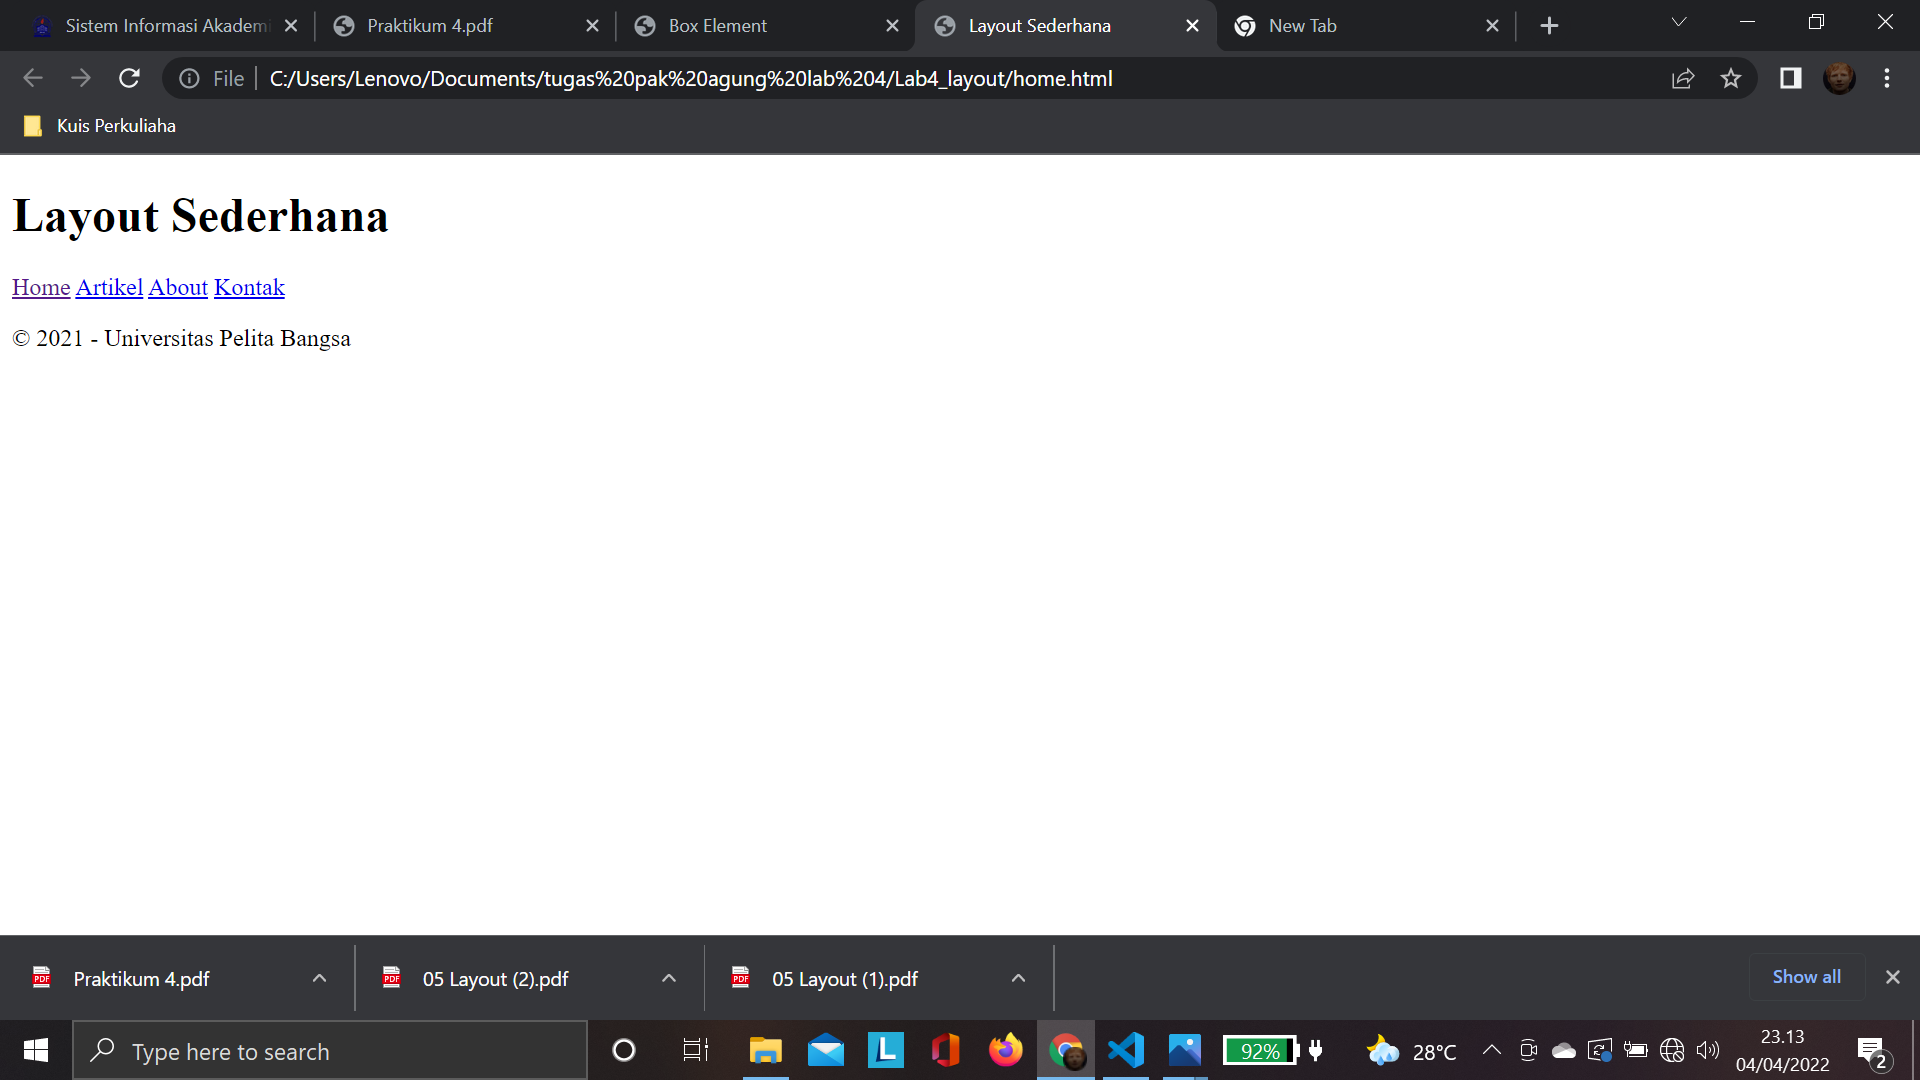 Sistem Informasi Akademi
Praktikum 4.pdf
Box Element
Layout Sederhana
New Tab
File
C:/Users/Lenovo/Documents/tugas%20pak%20agung%20lab%204/Lab4_layout/home.html
Kuis Perkuliaha
Layout Sederhana
Home Artikel About Kontak
© 2021 - Universitas Pelita Bangsa
Praktikum 4.pdf
05 Layout (2).pdf
05 Layout (1).pdf
Show all
Type here to search
92%
28°C
23.13
04/04/2022
2